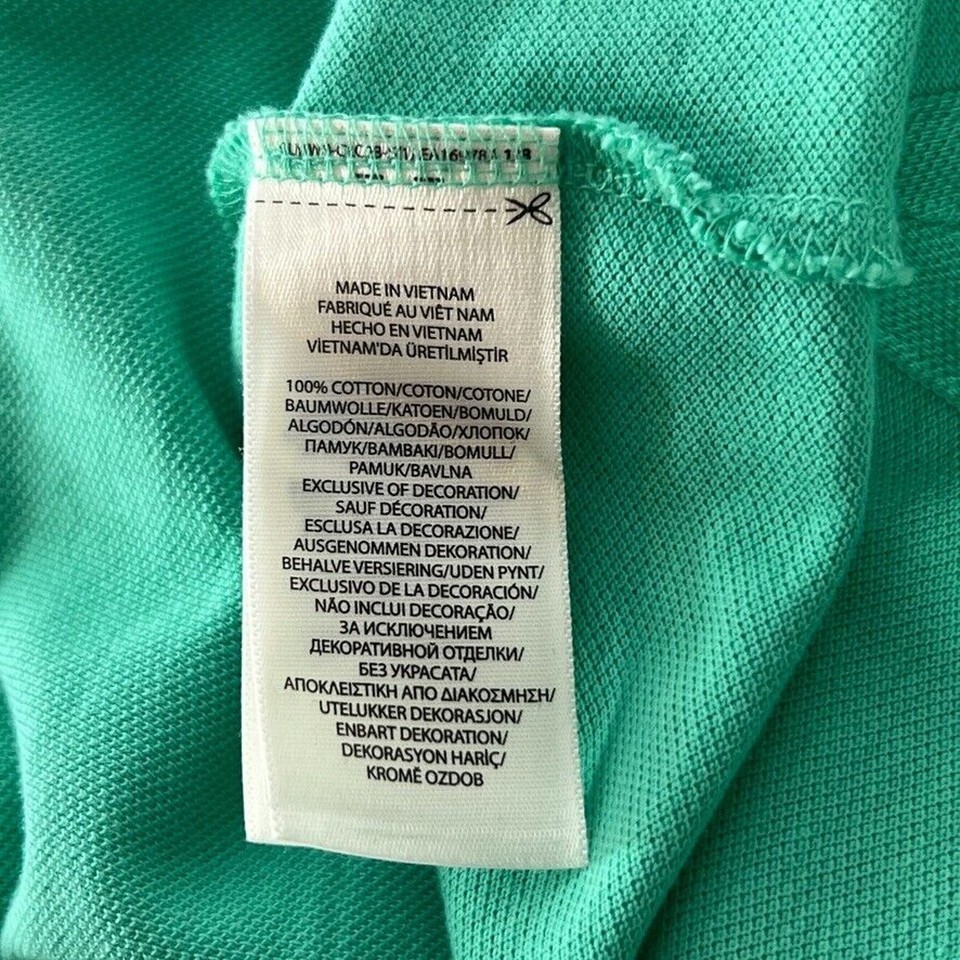 MADE IN VIETNAM
FABRIQUÉ AU VIÊT NAM
HECHO EN VIETNAM
VİETNAM'DA ÜRETİLMİŞTİR
100% COTTON/COTON/COTONE/
BAUMWOLLE/KATOEN/BOMULD/
ALGODÓN/ALGODÃO/ХЛОПОК/
ПАМУК/BAMBAKI/BOMULL/
PAMUK/BAVLNA
EXCLUSIVE OF DECORATION/
SAUF DÉCORATION/
ESCLUSA LA DECORAZIONE/
AUSGENOMMEN DEKORATION/
BEHALVE VERSIERING/UDEN PYNT/
EXCLUSIVO DE LA DECORACIÓN/
NÃO INCLUI DECORAÇÃO/
ЗА ИСКЛЮЧЕНИЕМ
ДЕКОРАТИВНОЙ ОТДЕЛКИ/
БЕЗ УКРАСАТА/
ΑΠΟΚΛΕΙΣΤΙΚΗ ΑΠΟ ΔΙΑΚΟΣΜΗΣΗ/
UTELUKKER DEKORASJON/
ENBART DEKORATION/
DEKORASYON HARİÇ/
KROMĚ OZDOB